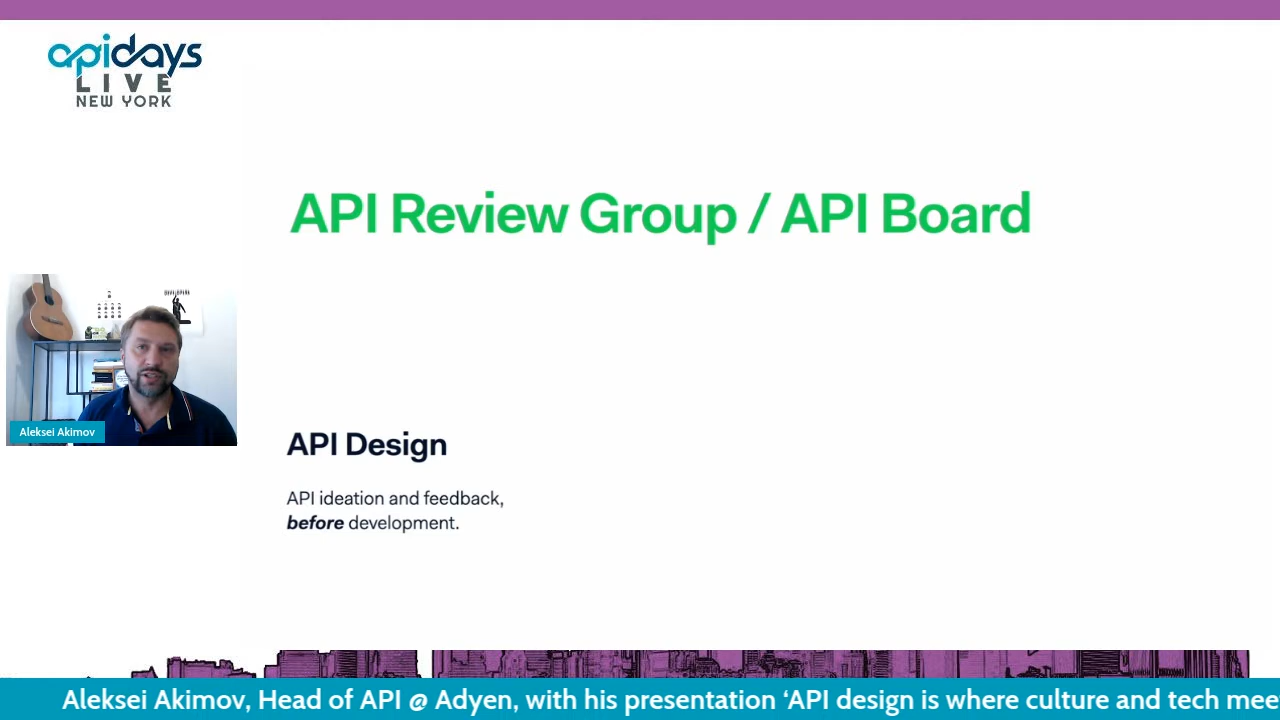 apidays
LIVE
NEW YORK
API Review Group / API Board
DEVELOPERS
Aleksei Akimov
API Design
API ideation and feedback,
before development.
Aleksei Akimov, Head of API @ Adyen, with his presentation ‘API design is where culture and tech mee